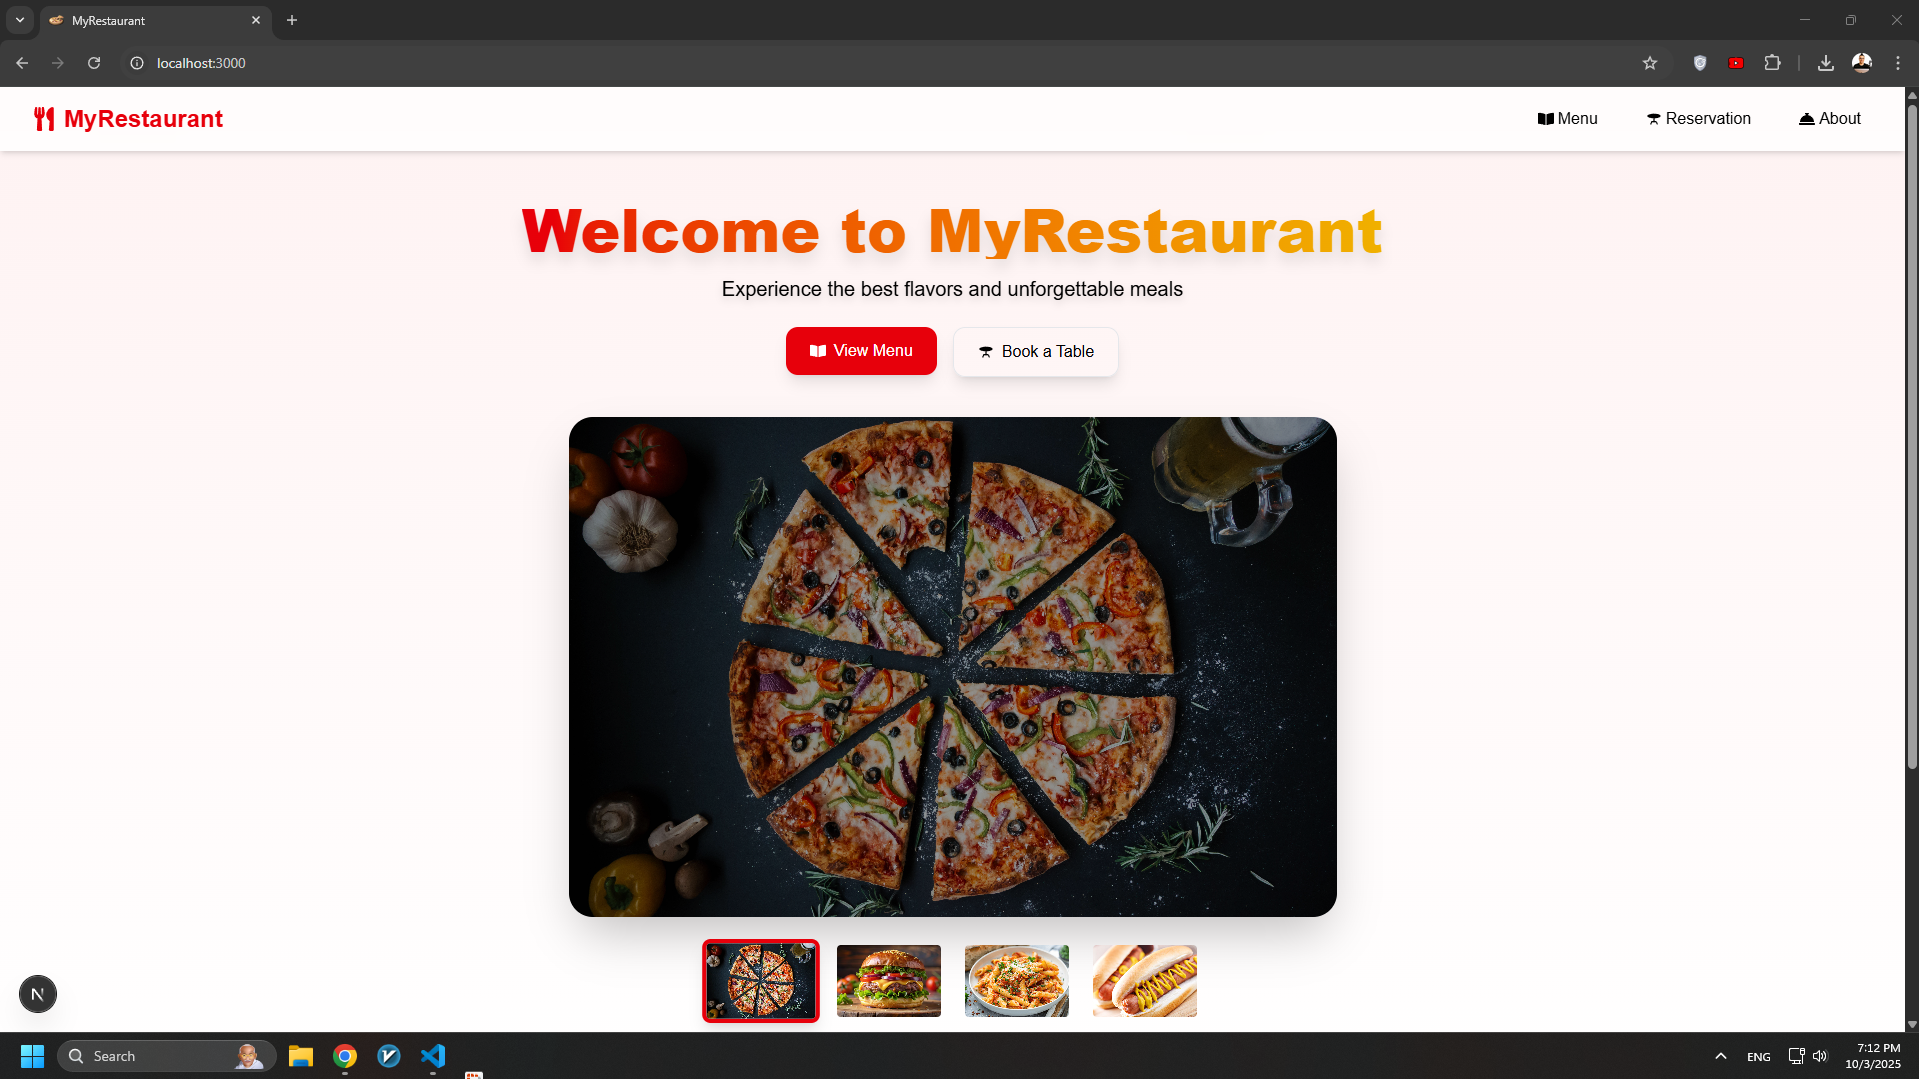 MyRestaurant
localhost:3000
MyRestaurant
Menu
Reservation
About
Welcome to MyRestaurant
Experience the best flavors and unforgettable meals
View Menu
Book a Table
N
Search
ENG
7:12 PM
10/3/2025